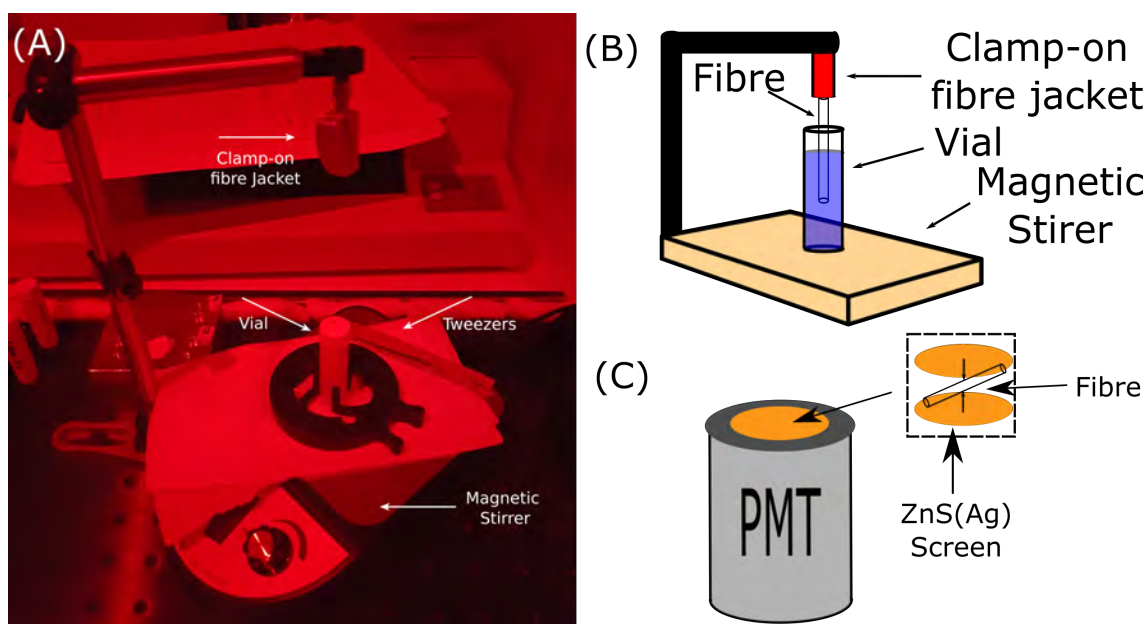 (A)
Clamp-on
fibre Jacket
Vial
Tweezers
Magnetic
Stirrer
(B)
Fibre
Clamp-on
fibre jacket
Vial
Magnetic
Stirer
(C)
PMT
Fibre
ZnS(Ag)
Screen